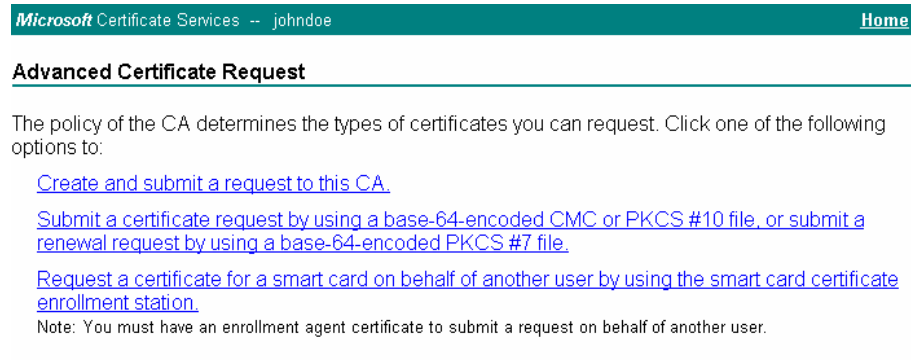 Microsoft Certificate Services -- johndoe Home
Advanced Certificate Request
The policy of the CA determines the types of certificates you can request. Click one of the following
options to:
Create and submit a request to this CA.
Submit a certificate request by using a base-64-encoded CMC or PKCS #10 file, or submit a
renewal request by using a base-64-encoded PKCS #7 file.
Request a certificate for a smart card on behalf of another user by using the smart card certificate
enrollment station.
Note: You must have an enrollment agent certificate to submit a request on behalf of another user.